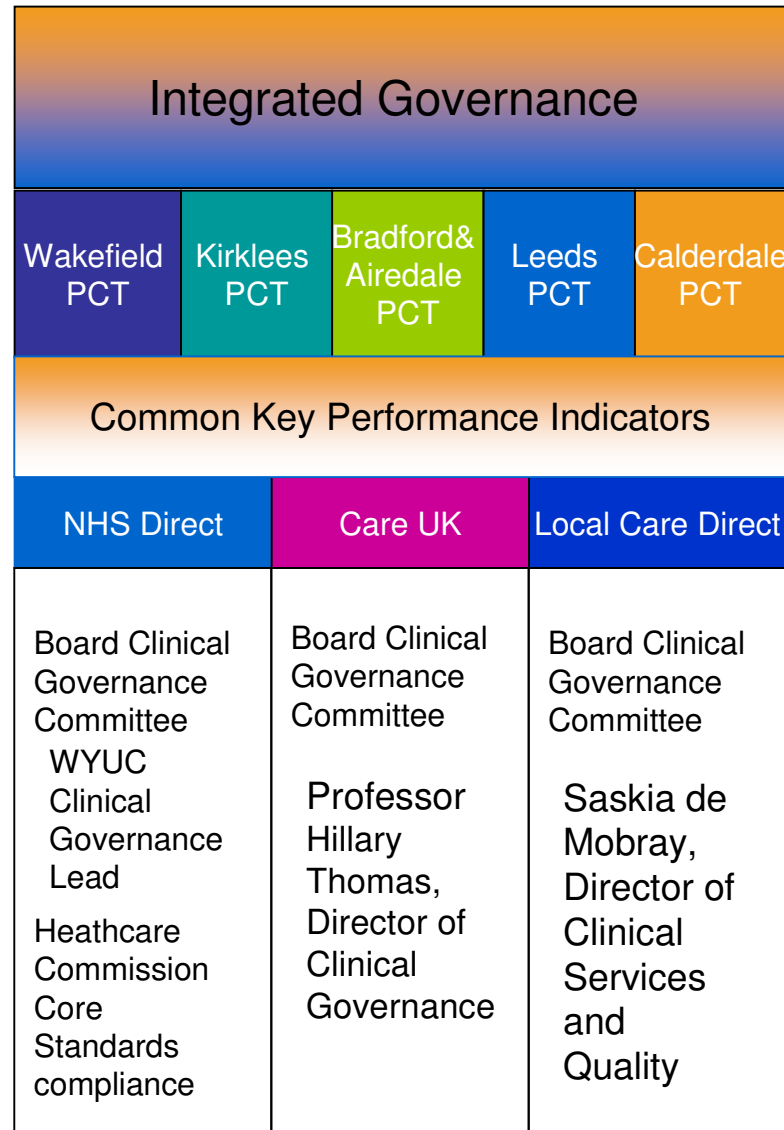 Integrated Governance
Wakefield
PCT
Kirklees
PCT
Bradford&
Airedale
PCT
Leeds
PCT
Calderdale
PCT
Common Key Performance Indicators
NHS Direct
Care UK
Local Care Direct
Board Clinical
Governance
Committee
WYUC
Clinical
Governance
Lead
Heathcare
Commission
Core
Standards
compliance
Board Clinical
Governance
Committee
Professor
Hillary
Thomas,
Director of
Clinical
Governance
Board Clinical
Governance
Committee
Saskia de
Mobray,
Director of
Clinical
Services
and
Quality